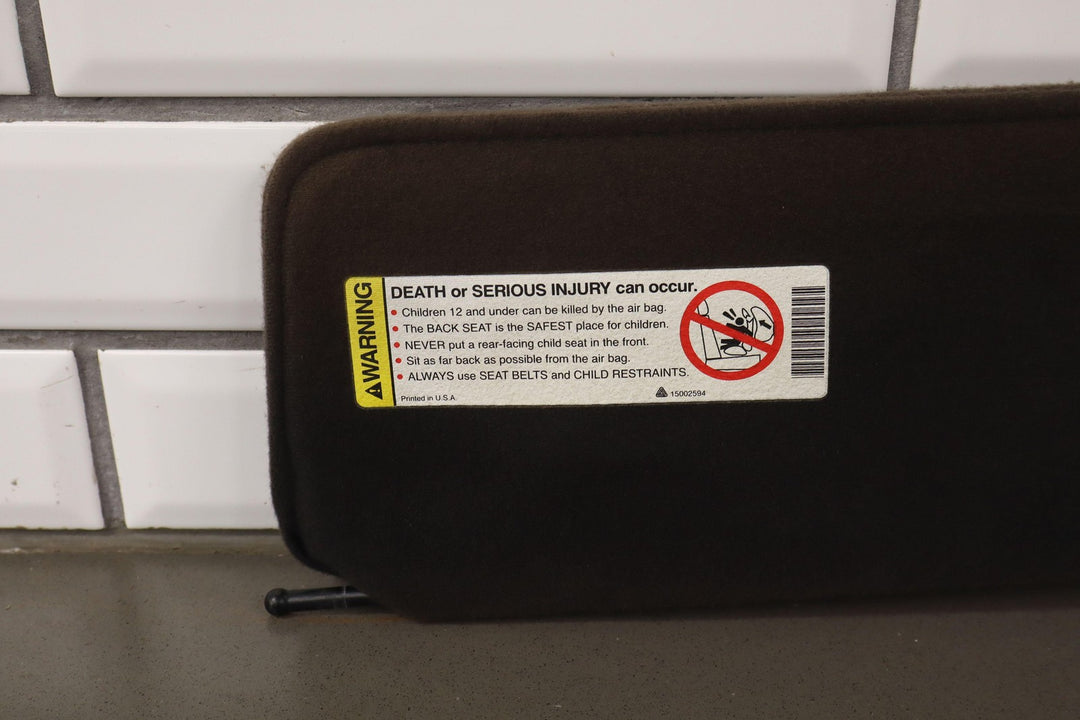 WARNING
DEATH or SERIOUS INJURY can occur.
• Children 12 and under can be killed by the air bag.
• The BACK SEAT is the SAFEST place for children.
• NEVER put a rear-facing child seat in the front.
• Sit as far back as possible from the air bag.
• ALWAYS use SEAT BELTS and CHILD RESTRAINTS.
Printed in U.S.A. 15002594